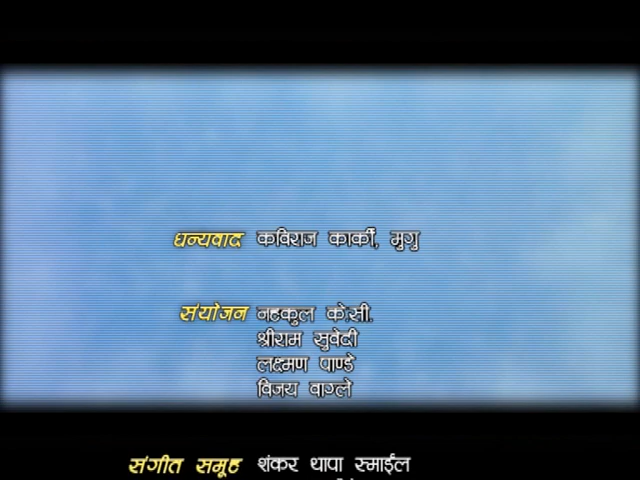 धन्यवाद कविराज कार्की, मुगु
संयोजन नहकुल के.सी.
श्रीराम सुवेदी
लक्ष्मण पाण्डे
विजय वाग्ले
संगीत समूह शंकर थापा स्माईल